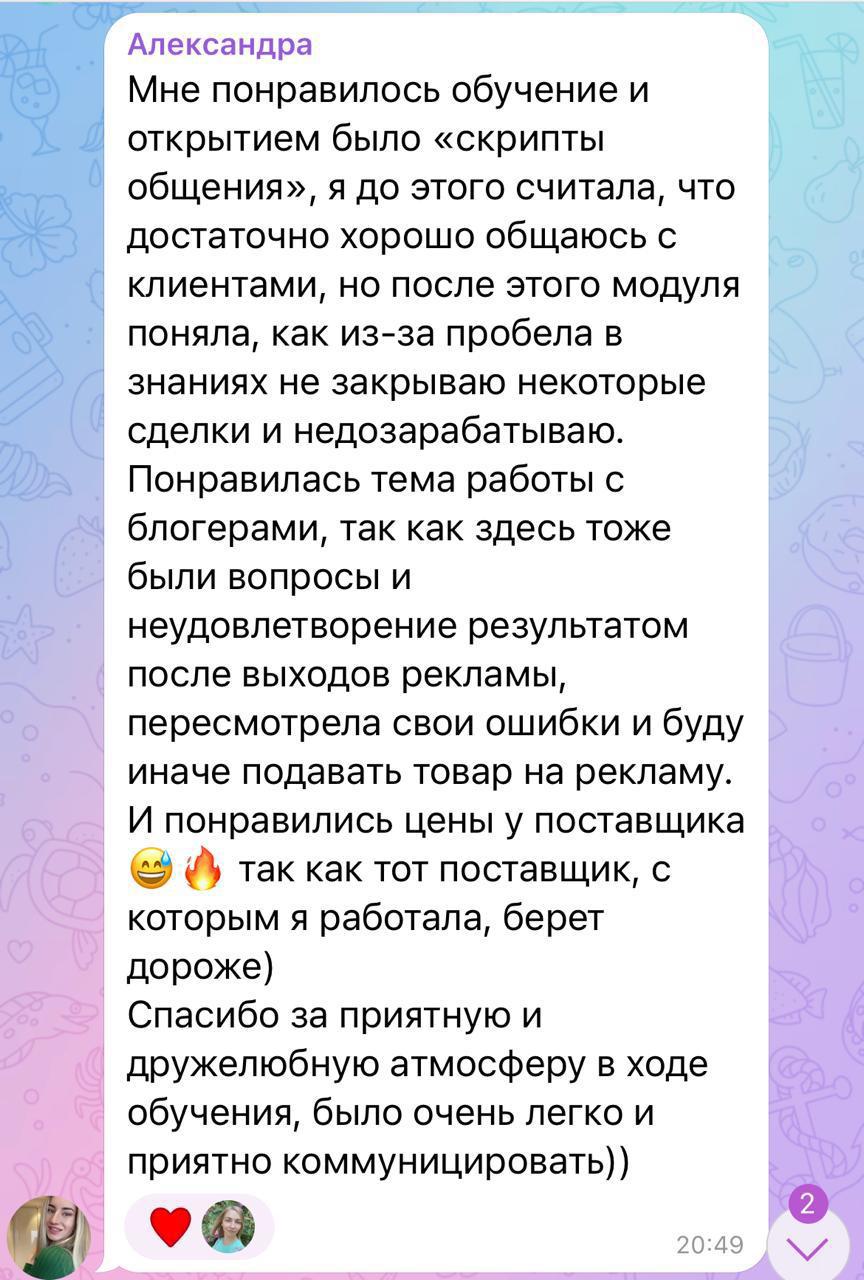 Александра
Мне понравилось обучение и
открытием было «скрипты
общения», я до этого считала, что
достаточно хорошо общаюсь с
клиентами, но после этого модуля
поняла, как из-за пробела в
знаниях не закрываю некоторые
сделки и недозарабатываю.
Понравилась тема работы с
блогерами, так как здесь тоже
были вопросы и
неудовлетворение результатом
после выходов рекламы,
пересмотрела свои ошибки и буду
иначе подавать товар на рекламу.
И понравились цены у поставщика
😅🔥 так как тот поставщик, с
которым я работала, берет
дороже)
Спасибо за приятную и
дружелюбную атмосферу в ходе
обучения, было очень легко и
приятно коммуницировать))
20:49
2